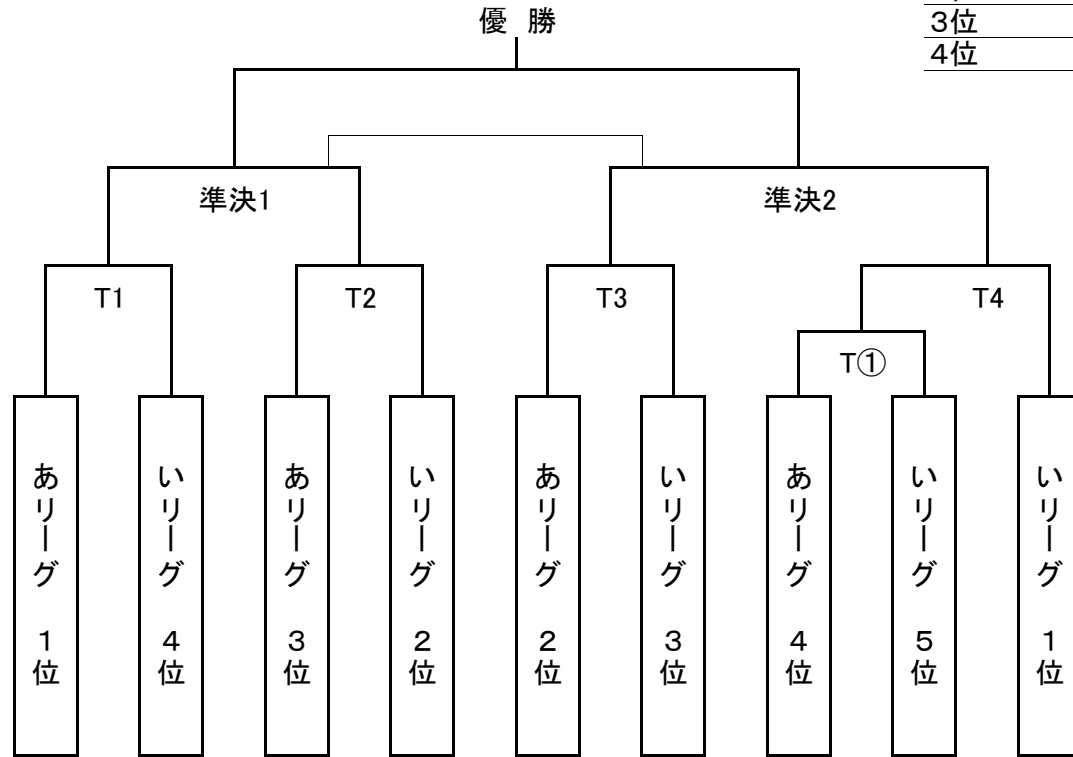 優 勝
3位
4位
準決1
準決2
T1
T2
T3
T4
T①
あリーグ 1位
いリーグ 4位
あリーグ 3位
いリーグ 2位
あリーグ 2位
いリーグ 3位
あリーグ 4位
いリーグ 5位
いリーグ 1位